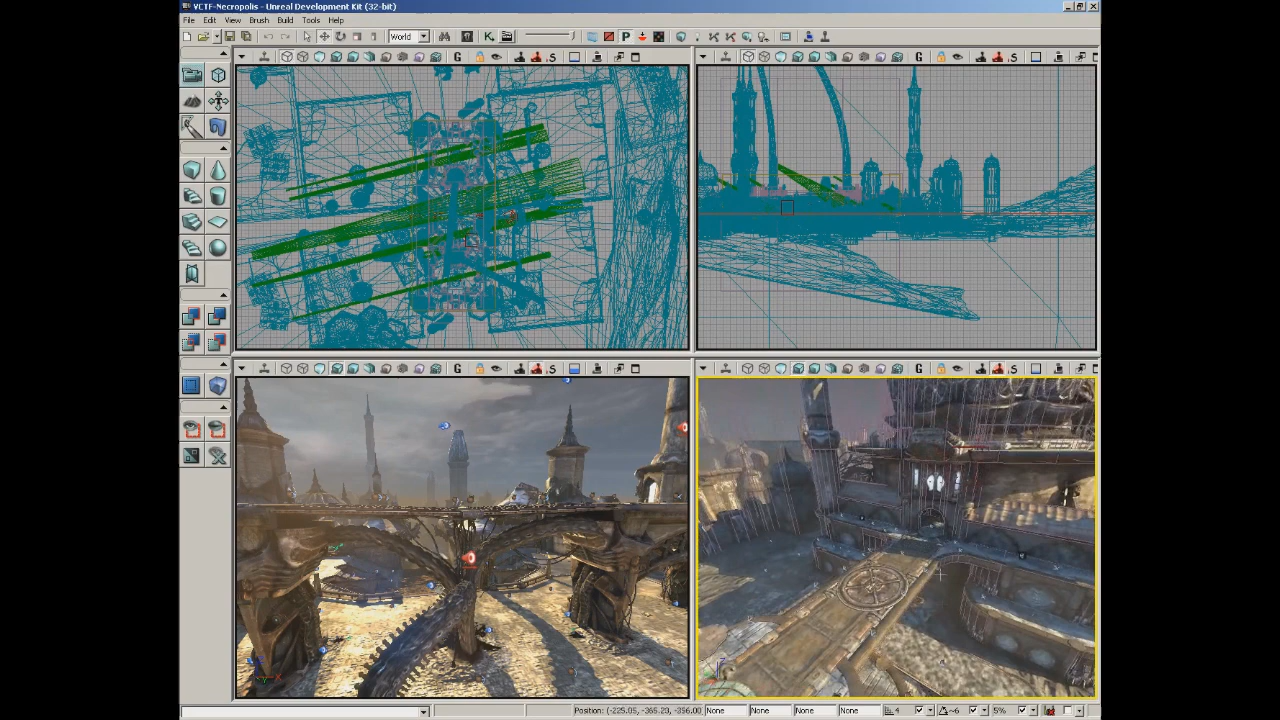 VCTF-Necropolis - Unreal Development Kit (32-bit)
File Edit View Brush Build Tools Help
World
P
K
G S
G S
G S
G S
Position: (-225.05, -365.23, -356.00 None None None None 4 ~6 5%